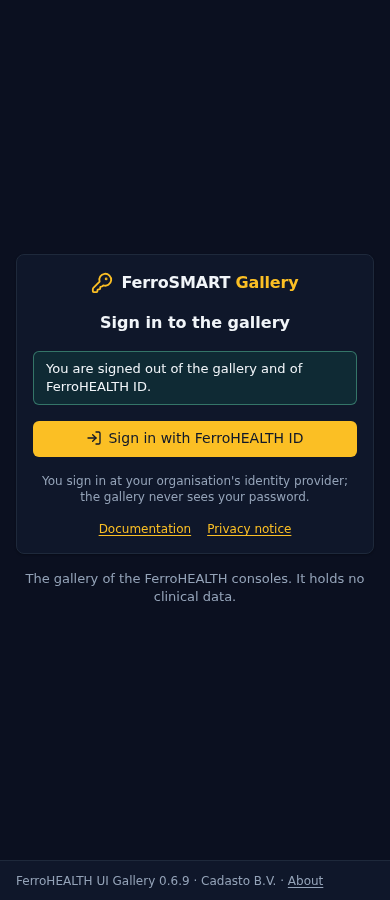 FerroSMART Gallery
Sign in to the gallery
You are signed out of the gallery and of
FerroHEALTH ID.
Sign in with FerroHEALTH ID
You sign in at your organisation's identity provider;
the gallery never sees your password.
Documentation Privacy notice
The gallery of the FerroHEALTH consoles. It holds no
clinical data.
FerroHEALTH UI Gallery 0.6.9 · Cadasto B.V. · About